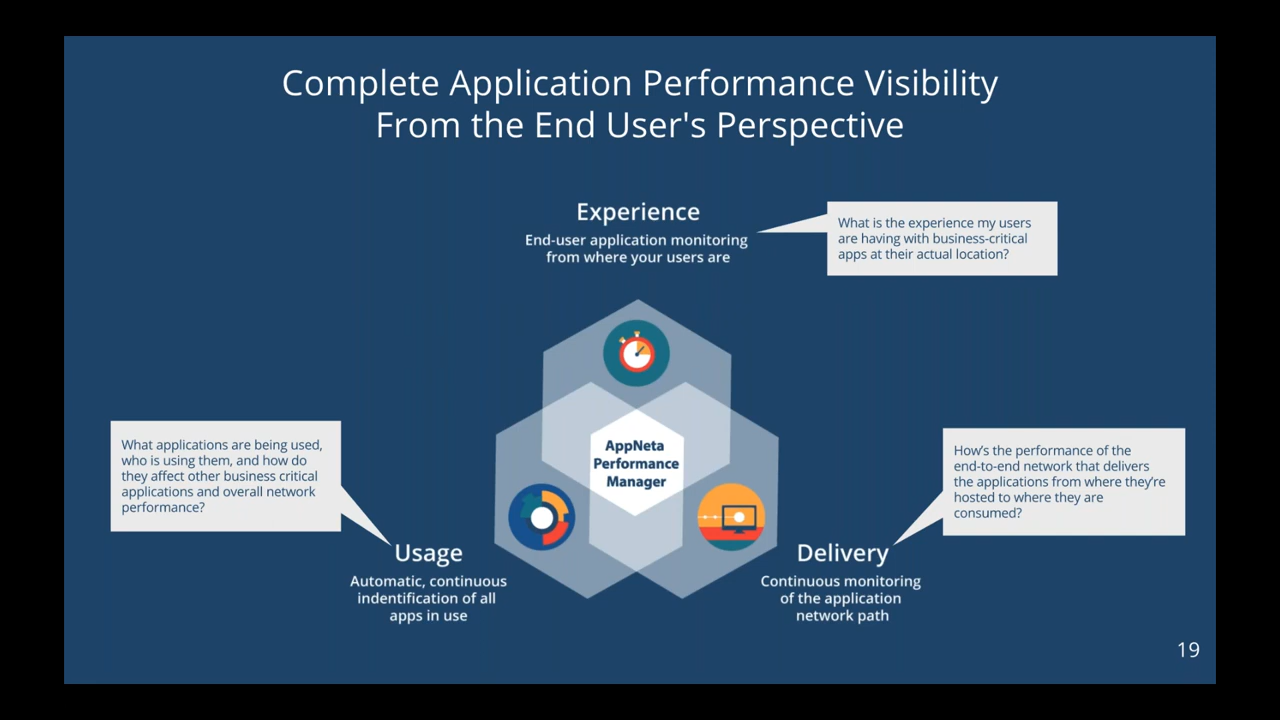 Complete Application Performance Visibility
From the End User's Perspective
Experience
End-user application monitoring
from where your users are
What is the experience my users
are having with business-critical
apps at their actual location?
AppNeta
Performance
Manager
What applications are being used,
who is using them, and how do
they affect other business critical
applications and overall network
performance?
Usage
Automatic, continuous
indentification of all
apps in use
How's the performance of the
end-to-end network that delivers
the applications from where they're
hosted to where they are
consumed?
Delivery
Continuous monitoring
of the application
network path
19